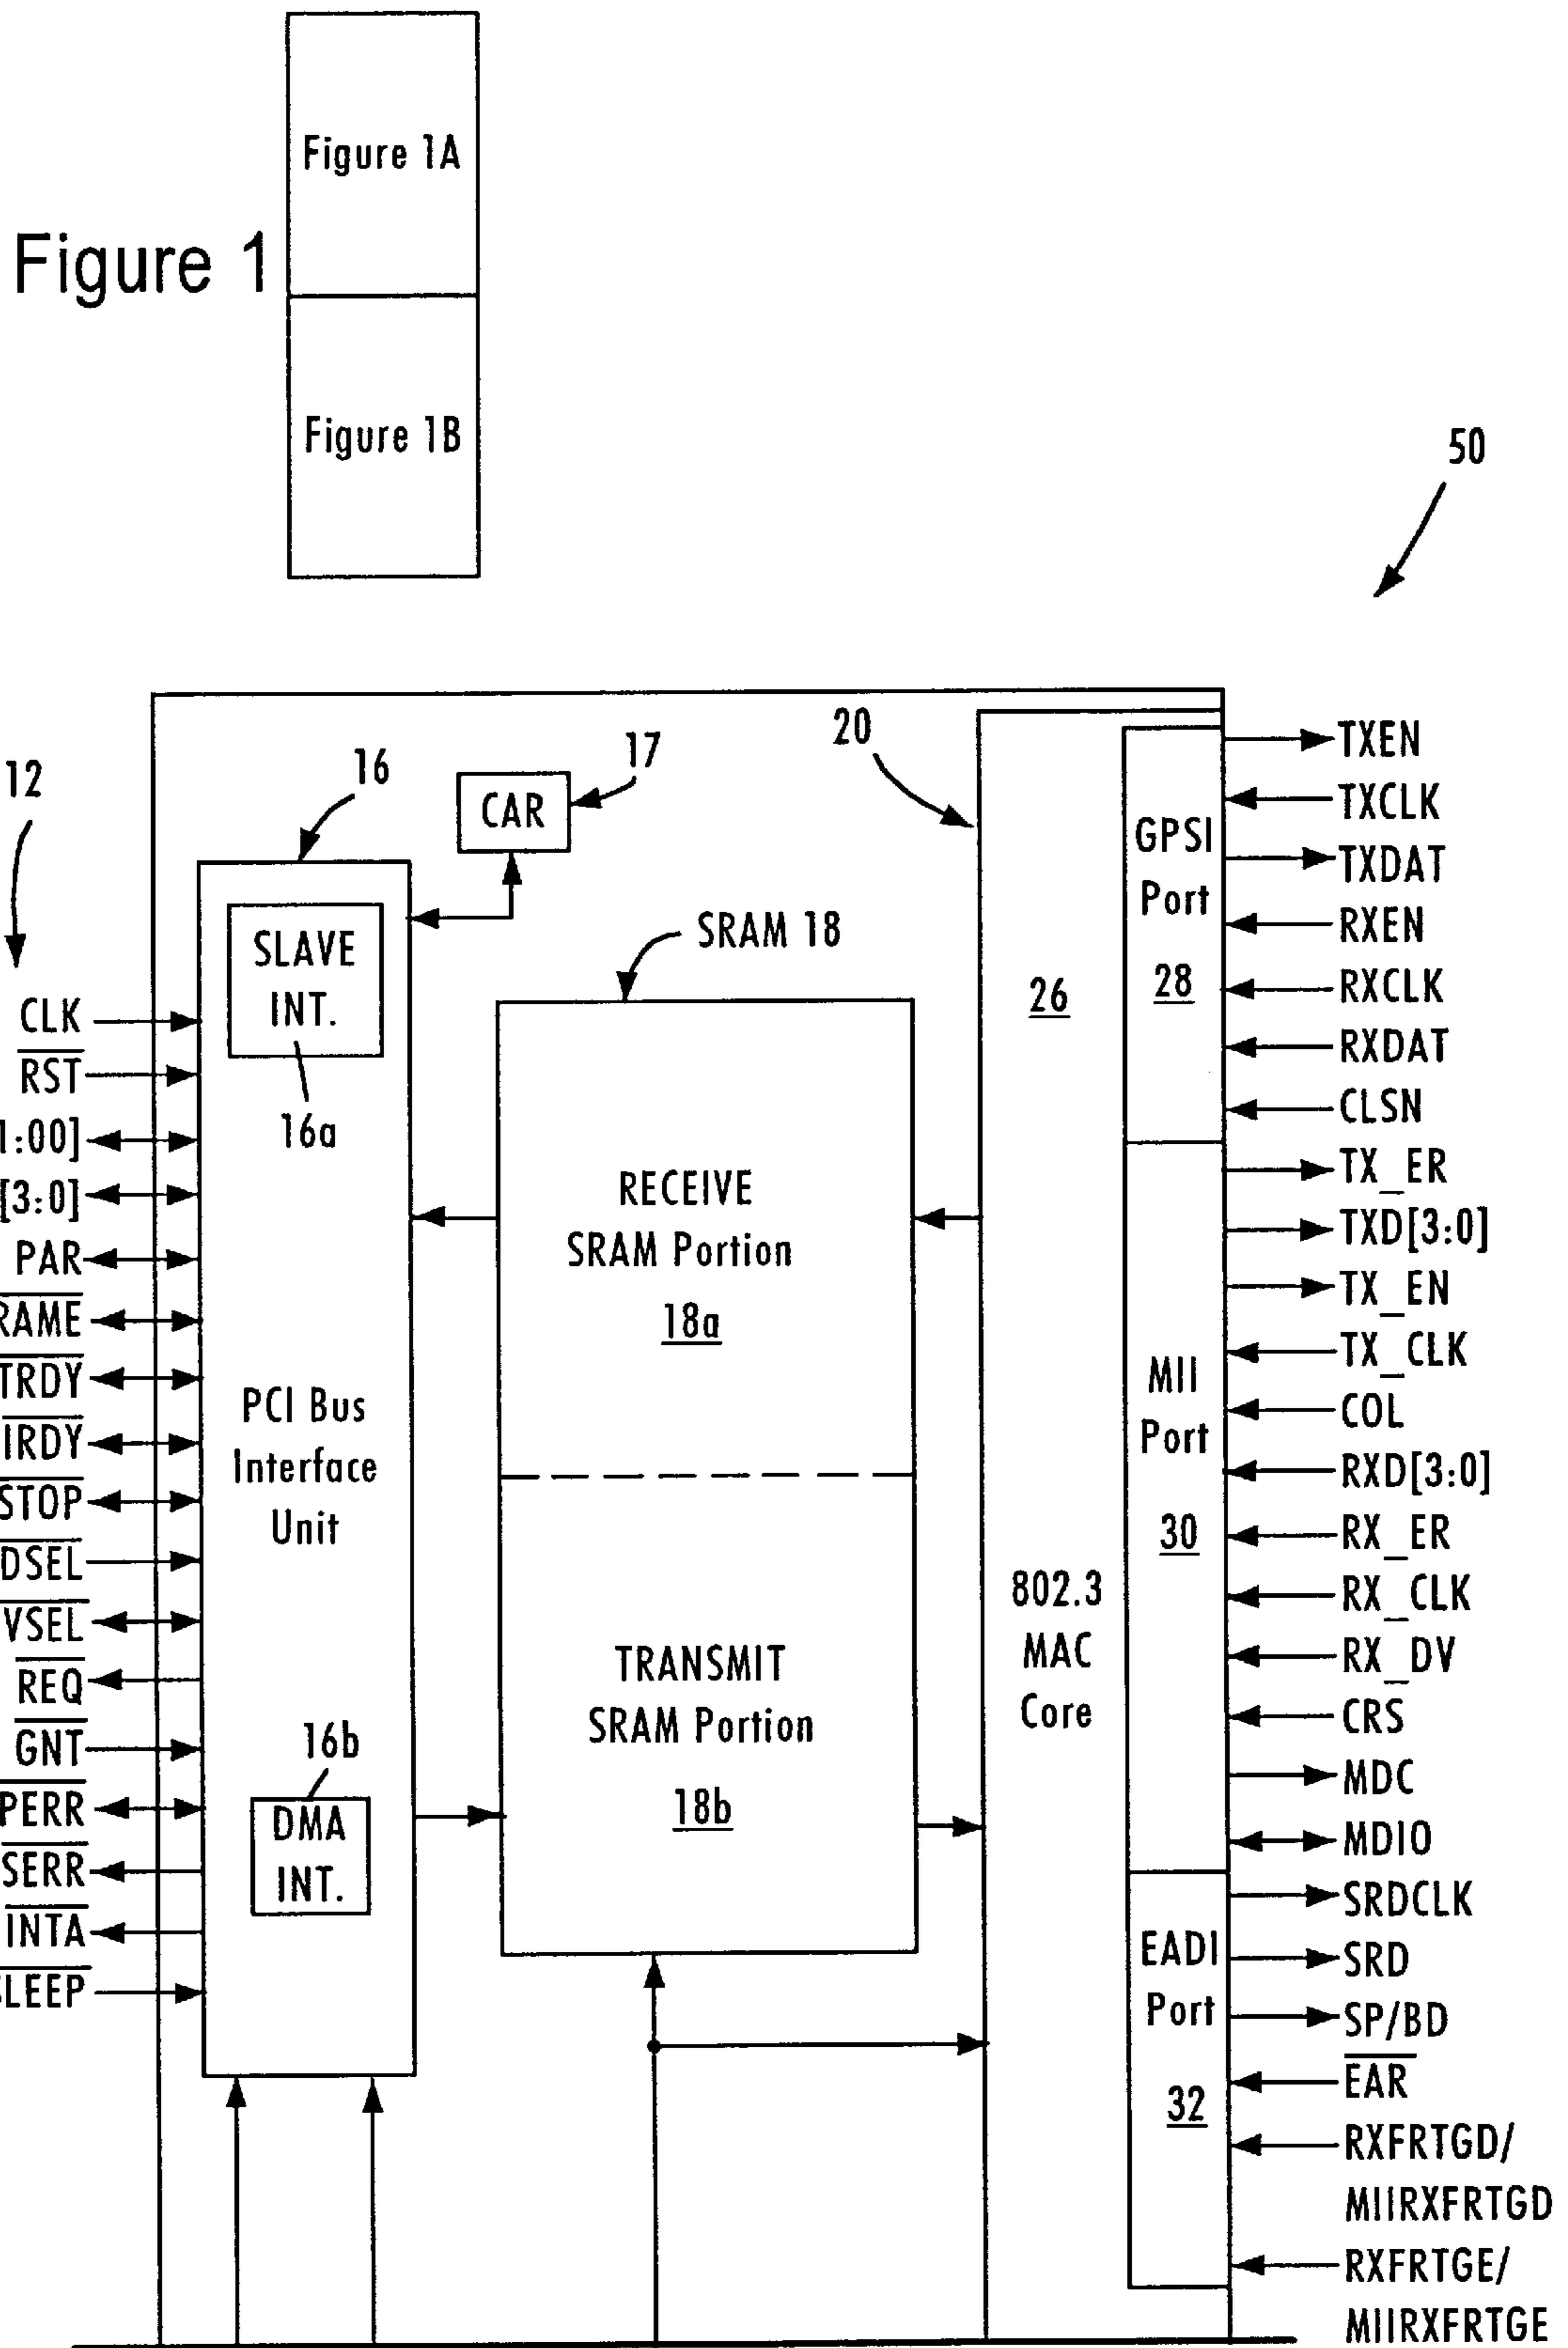 Figure 1
Figure 1A
Figure 1B
50
12
16
17
CAR
20
SLAVE
INT.
16a
SRAM 18
CLK
RST
1:00]
[3:0]
PAR
RAME
TRDY
IRDY
STOP
DSEL
VSEL
REQ
GNT
PERR
SERR
INTA
LEEP
PCI Bus
Interface
Unit
16b
DMA
INT.
RECEIVE
SRAM Portion
18a
TRANSMIT
SRAM Portion
18b
26
802.3
MAC
Core
GPSI
Port
28
MII
Port
30
EADI
Port
32
TXEN
TXCLK
TXDAT
RXEN
RXCLK
RXDAT
CLSN
TX_ER
TXD[3:0]
TX_EN
TX_CLK
COL
RXD[3:0]
RX_ER
RX_CLK
RX_DV
CRS
MDC
MDIO
SRDCLK
SRD
SP/BD
EAR
RXFRTGD/
MIIRXFRTGD
RXFRTGE/
MIIRXFRTGE